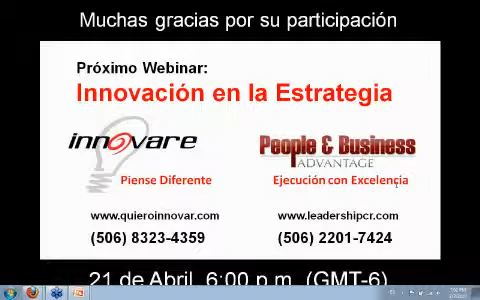 Muchas gracias por su participación
Próximo Webinar:
Innovación en la Estrategia
innovare
People & Business
ADVANTAGE
Piense Diferente
Ejecución con Excelencia
www.quieroinnovar.com
www.leadershipcr.com
(506) 8323-4359
(506) 2201-7424
21 de Abril 6:00 p.m. (GMT-6)